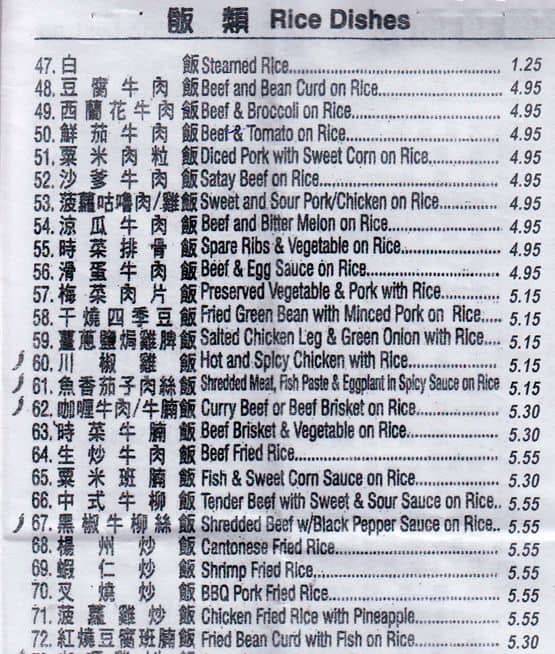 飯 類 Rice Dishes
47. 白 飯 Steamed Rice 1.25
48. 豆腐牛肉飯 Beef and Bean Curd on Rice 4.95
49. 西蘭花牛肉飯 Beef & Broccoli on Rice 4.95
50. 鮮茄牛肉飯 Beef & Tomato on Rice 4.95
51. 粟米肉粒飯 Diced Pork with Sweet Corn on Rice 4.95
52. 沙爹牛肉飯 Satay Beef on Rice 4.95
53. 菠蘿咕嚕肉/雞飯 Sweet and Sour Pork/Chicken on Rice 4.95
54. 涼瓜牛肉飯 Beef and Bitter Melon on Rice 4.95
55. 時菜排骨飯 Spare Ribs & Vegetable on Rice 4.95
56. 滑蛋牛肉飯 Beef & Egg Sauce on Rice 4.95
57. 梅菜肉片飯 Preserved Vegetable & Pork with Rice 5.15
58. 干燒四季豆飯 Fried Green Bean with Minced Pork on Rice 5.15
59. 薑蔥鹽焗雞脾飯 Salted Chicken Leg & Green Onion with Rice 5.15
60. 川椒雞飯 Hot and Spicy Chicken with Rice 5.15
61. 魚香茄子肉絲飯 Shredded Meat, Fish Paste & Eggplant in Spicy Sauce on Rice 5.15
62. 咖喱牛肉/牛腩飯 Curry Beef or Beef Brisket on Rice 5.30
63. 時菜牛腩飯 Beef Brisket & Vegetable on Rice 5.30
64. 生炒牛肉飯 Beef Fried Rice 5.55
65. 粟米班腩飯 Fish & Sweet Corn Sauce on Rice 5.30
66. 中式牛柳飯 Tender Beef with Sweet & Sour Sauce on Rice 5.55
67. 黑椒牛柳絲飯 Shredded Beef w/Black Pepper Sauce on Rice 5.55
68. 楊州炒飯 Cantonese Fried Rice 5.55
69. 蝦仁炒飯 Shrimp Fried Rice 5.55
70. 叉燒炒飯 BBQ Pork Fried Rice 5.55
71. 菠蘿雞炒飯 Chicken Fried Rice with Pineapple 5.55
72. 紅燒豆腐班腩飯 Fried Bean Curd with Fish on Rice 5.30